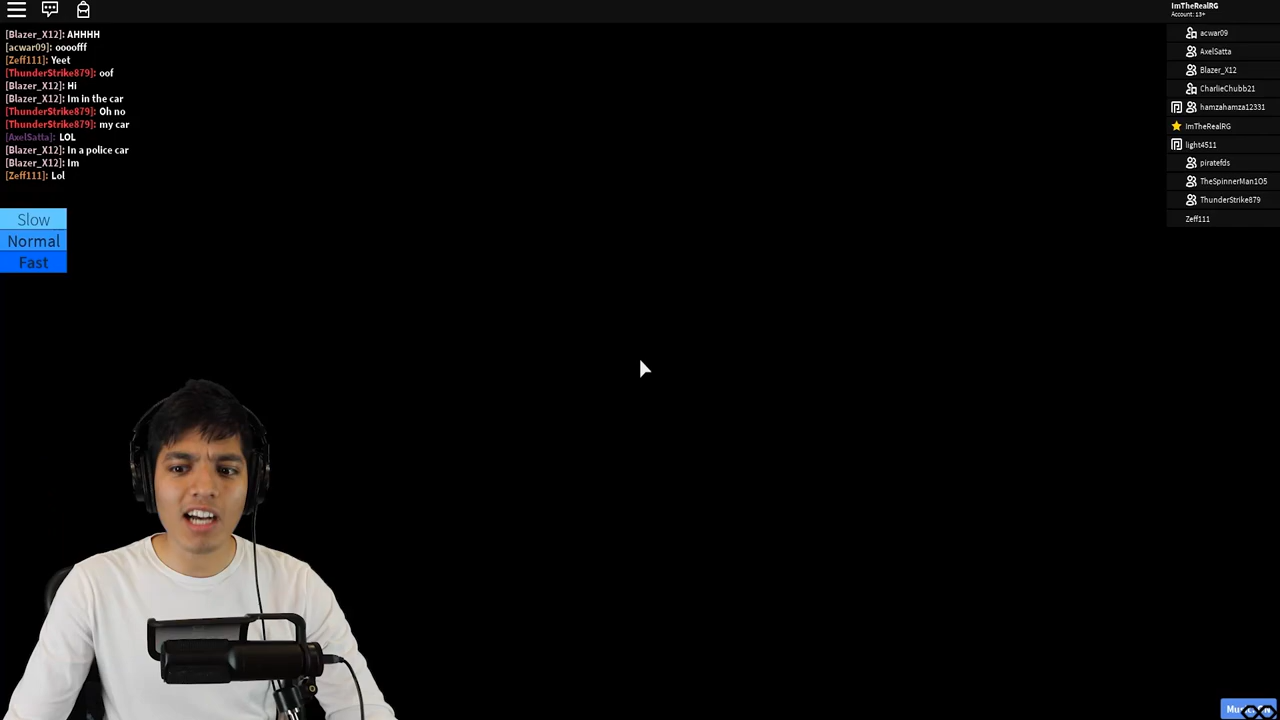 ImTheRealRG
Account: 13+
[Blazer_X12]: AHHHH
[acwar09]: oooofff
[Zeff111]: Yeet
[ThunderStrike879]: oof
[Blazer_X12]: Hi
[Blazer_X12]: Im in the car
[ThunderStrike879]: Oh no
[ThunderStrike879]: my car
[AxelSatta]: LOL
[Blazer_X12]: In a police car
[Blazer_X12]: Im
[Zeff111]: Lol
Slow
Normal
Fast
acwar09
AxelSatta
Blazer_X12
CharlieChubb21
hamzahamza12331
ImTheRealRG
light4511
piratefds
TheSpinnerMan1O5
ThunderStrike879
Zeff111